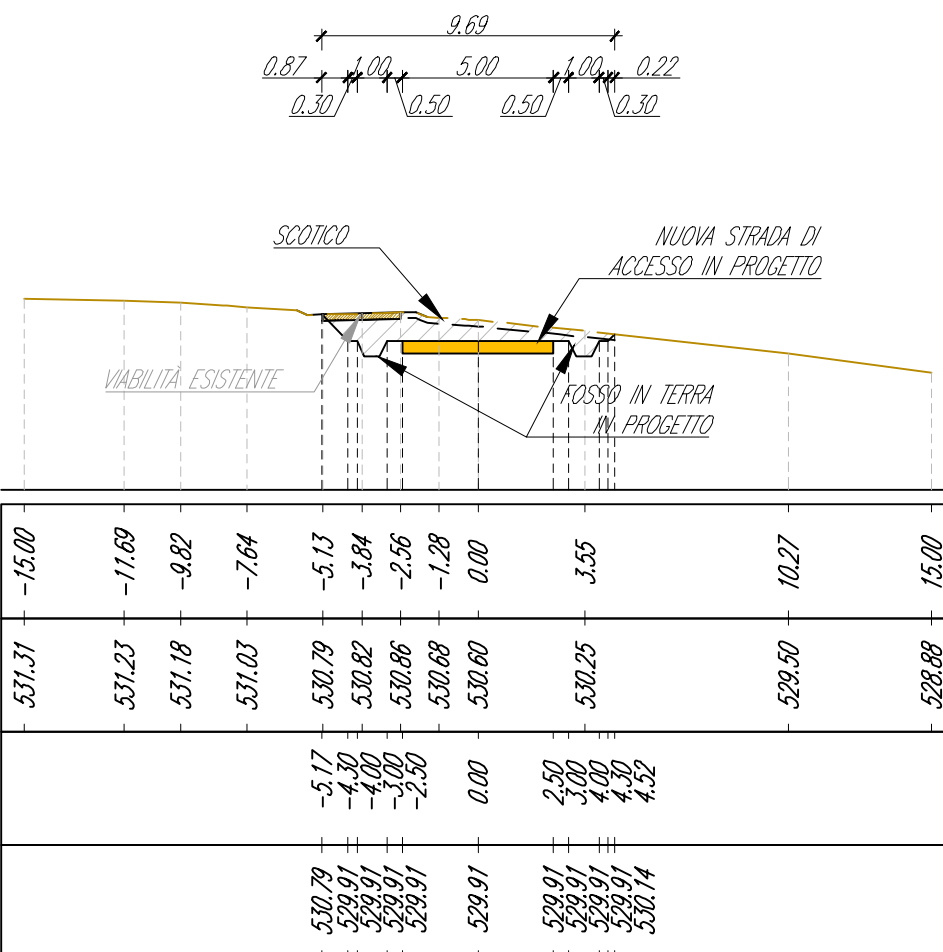 9.69
0.87 1.00 5.00 1.00 0.22
0.30 0.50 0.50 0.30
SCOTICO
NUOVA STRADA DI
ACCESSO IN PROGETTO
VIABILITÀ ESISTENTE
FOSSO IN TERRA
IN PROGETTO
-15.00 -11.69 -9.82 -7.64 -5.13 -3.84 -2.56 -1.28 0.00 3.55 10.27 15.00
531.31 531.23 531.18 531.03 530.79 530.82 530.86 530.68 530.60 530.25 529.50 528.88
-5.17 -4.30 -4.00 -3.00 -2.50 0.00 2.50 3.00 4.00 4.30 4.52
530.79 529.91 529.91 529.91 529.91 529.91 529.91 529.91 529.91 529.91 530.14